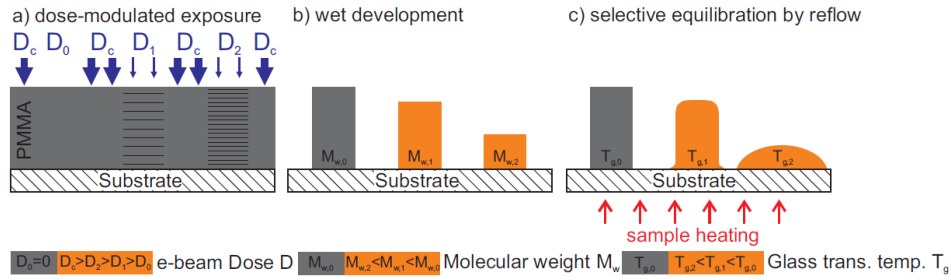 a) dose-modulated exposure
b) wet development
c) selective equilibration by reflow
Dc D0 Dc D1 Dc D2 Dc
PMMA
Mw,0 Mw,1 Mw,2
Tg,0 Tg,1 Tg,2
Substrate
Substrate
Substrate
sample heating
D0=0 Dc>D2>D1>D0 e-beam Dose D
Mw,0 Mw,2<Mw,1<Mw,0 Molecular weight Mw
Tg,0 Tg,2<Tg,1<Tg,0 Glass trans. temp. Tg